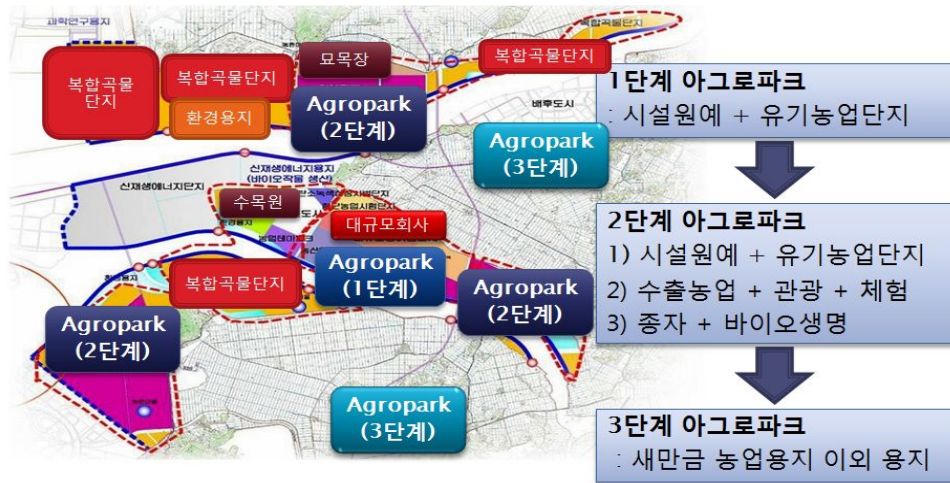 과학연구용지
복합곡물단지
복합곡물
단지
복합곡물단지
환경용지
묘목장
Agropark
(2단계)
복합곡물단지
배후도시
Agropark
(3단계)
신재생에너지용지
(바이오작물 생산)
신재생에너지단지
수목원
대규모회사
Agropark
(1단계)
복합곡물단지
Agropark
(2단계)
Agropark
(2단계)
Agropark
(3단계)
1단계 아그로파크
: 시설원예 + 유기농업단지
2단계 아그로파크
1) 시설원예 + 유기농업단지
2) 수출농업 + 관광 + 체험
3) 종자 + 바이오생명
3단계 아그로파크
: 새만금 농업용지 이외 용지